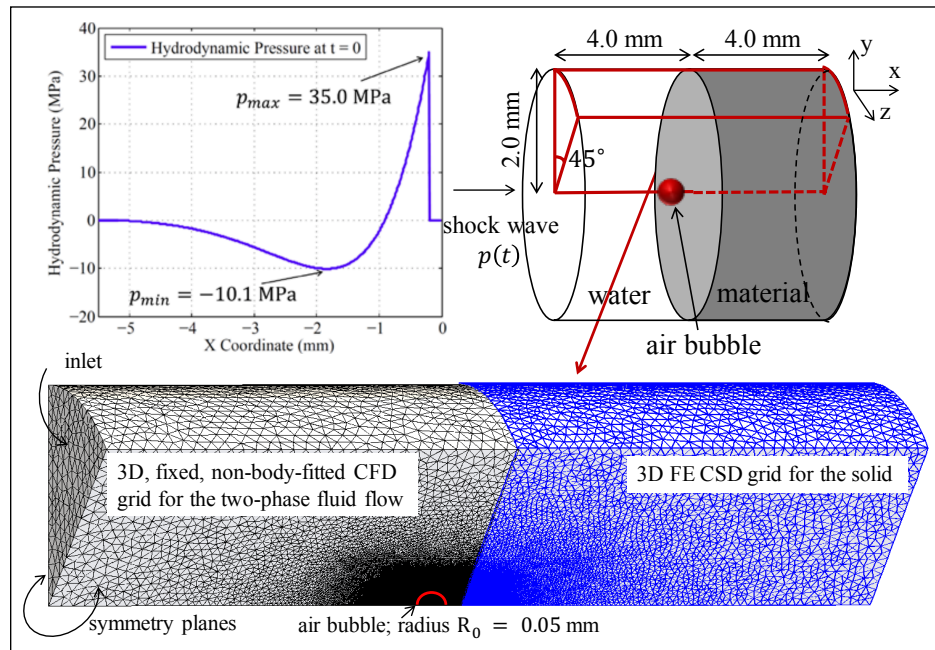 Hydrodynamic Pressure at t = 0
40
30
20
10
0
−10
−20
Hydrodynamic Pressure (MPa)
p_max = 35.0 MPa
p_min = −10.1 MPa
−5
−4
−3
−2
−1
0
X Coordinate (mm)
4.0 mm
4.0 mm
y
x
z
2.0 mm
45°
shock wave
p(t)
water
material
air bubble
inlet
3D, fixed, non-body-fitted CFD
grid for the two-phase fluid flow
3D FE CSD grid for the solid
symmetry planes
air bubble; radius R₀ = 0.05 mm